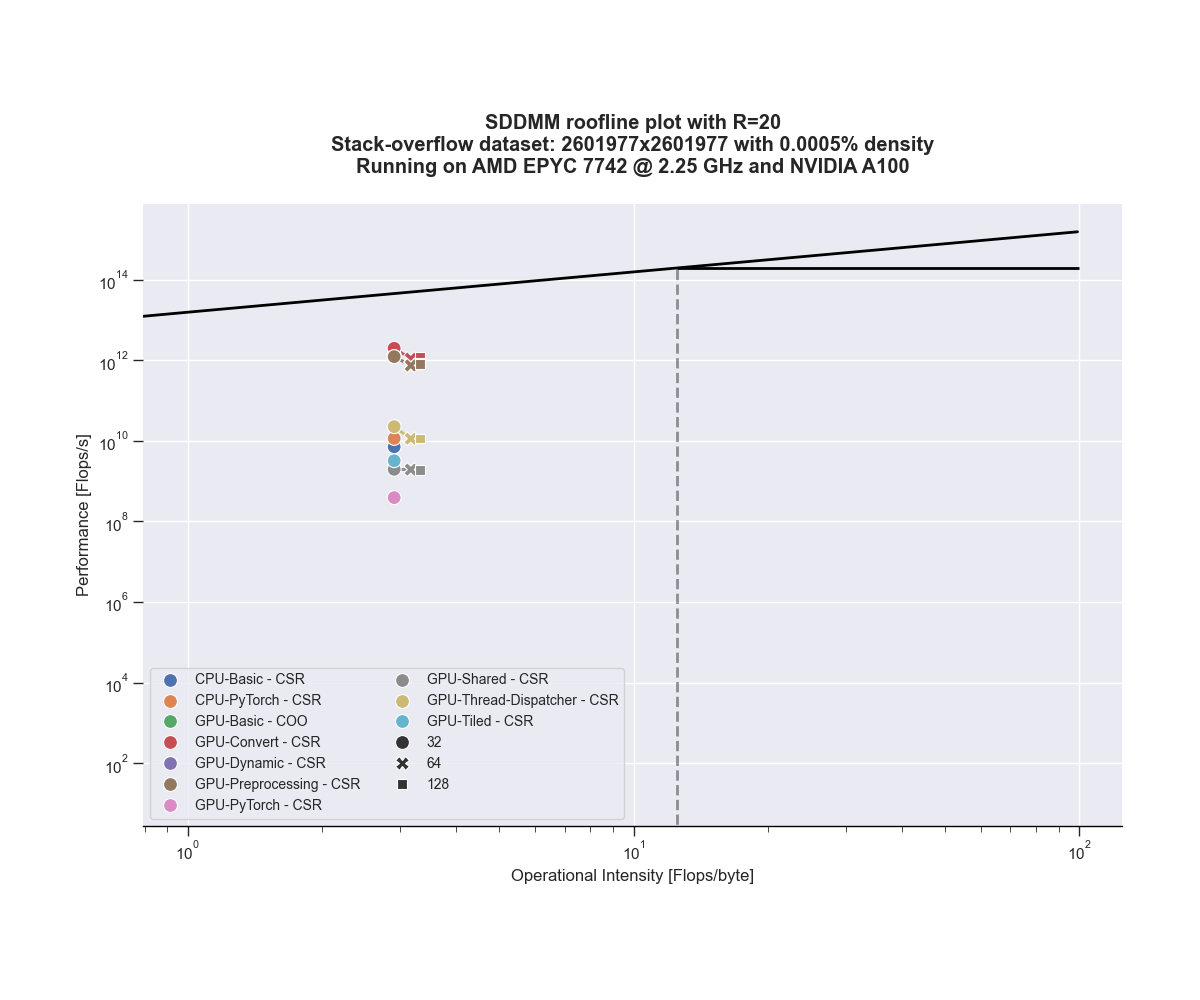 SDDMM roofline plot with R=20
Stack-overflow dataset: 2601977x2601977 with 0.0005% density
Running on AMD EPYC 7742 @ 2.25 GHz and NVIDIA A100
Performance [Flops/s]
10^14
10^12
10^10
10^8
10^6
10^4
10^2
CPU-Basic - CSR
CPU-PyTorch - CSR
GPU-Basic - COO
GPU-Convert - CSR
GPU-Dynamic - CSR
GPU-Preprocessing - CSR
GPU-PyTorch - CSR
GPU-Shared - CSR
GPU-Thread-Dispatcher - CSR
GPU-Tiled - CSR
32
64
128
10^0
10^1
10^2
Operational Intensity [Flops/byte]